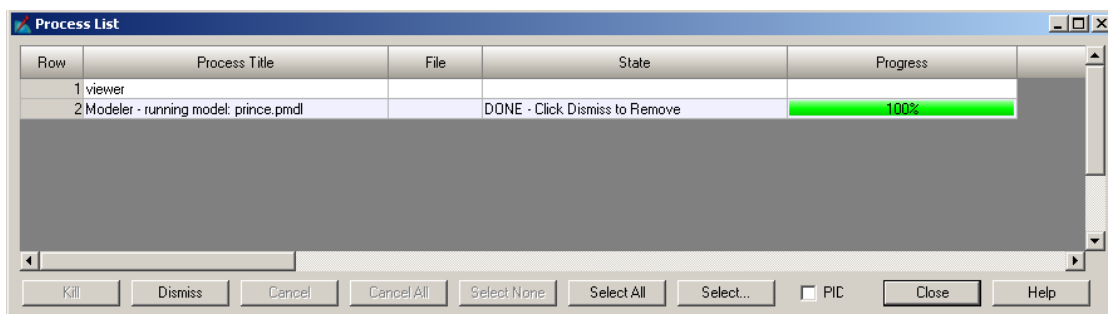 Process List
Row Process Title File State Progress
1 viewer
2 Modeler - running model: prince.pmdl DONE - Click Dismiss to Remove 100%
Kill Dismiss Cancel Cancel All Select None Select All Select... PID Close Help